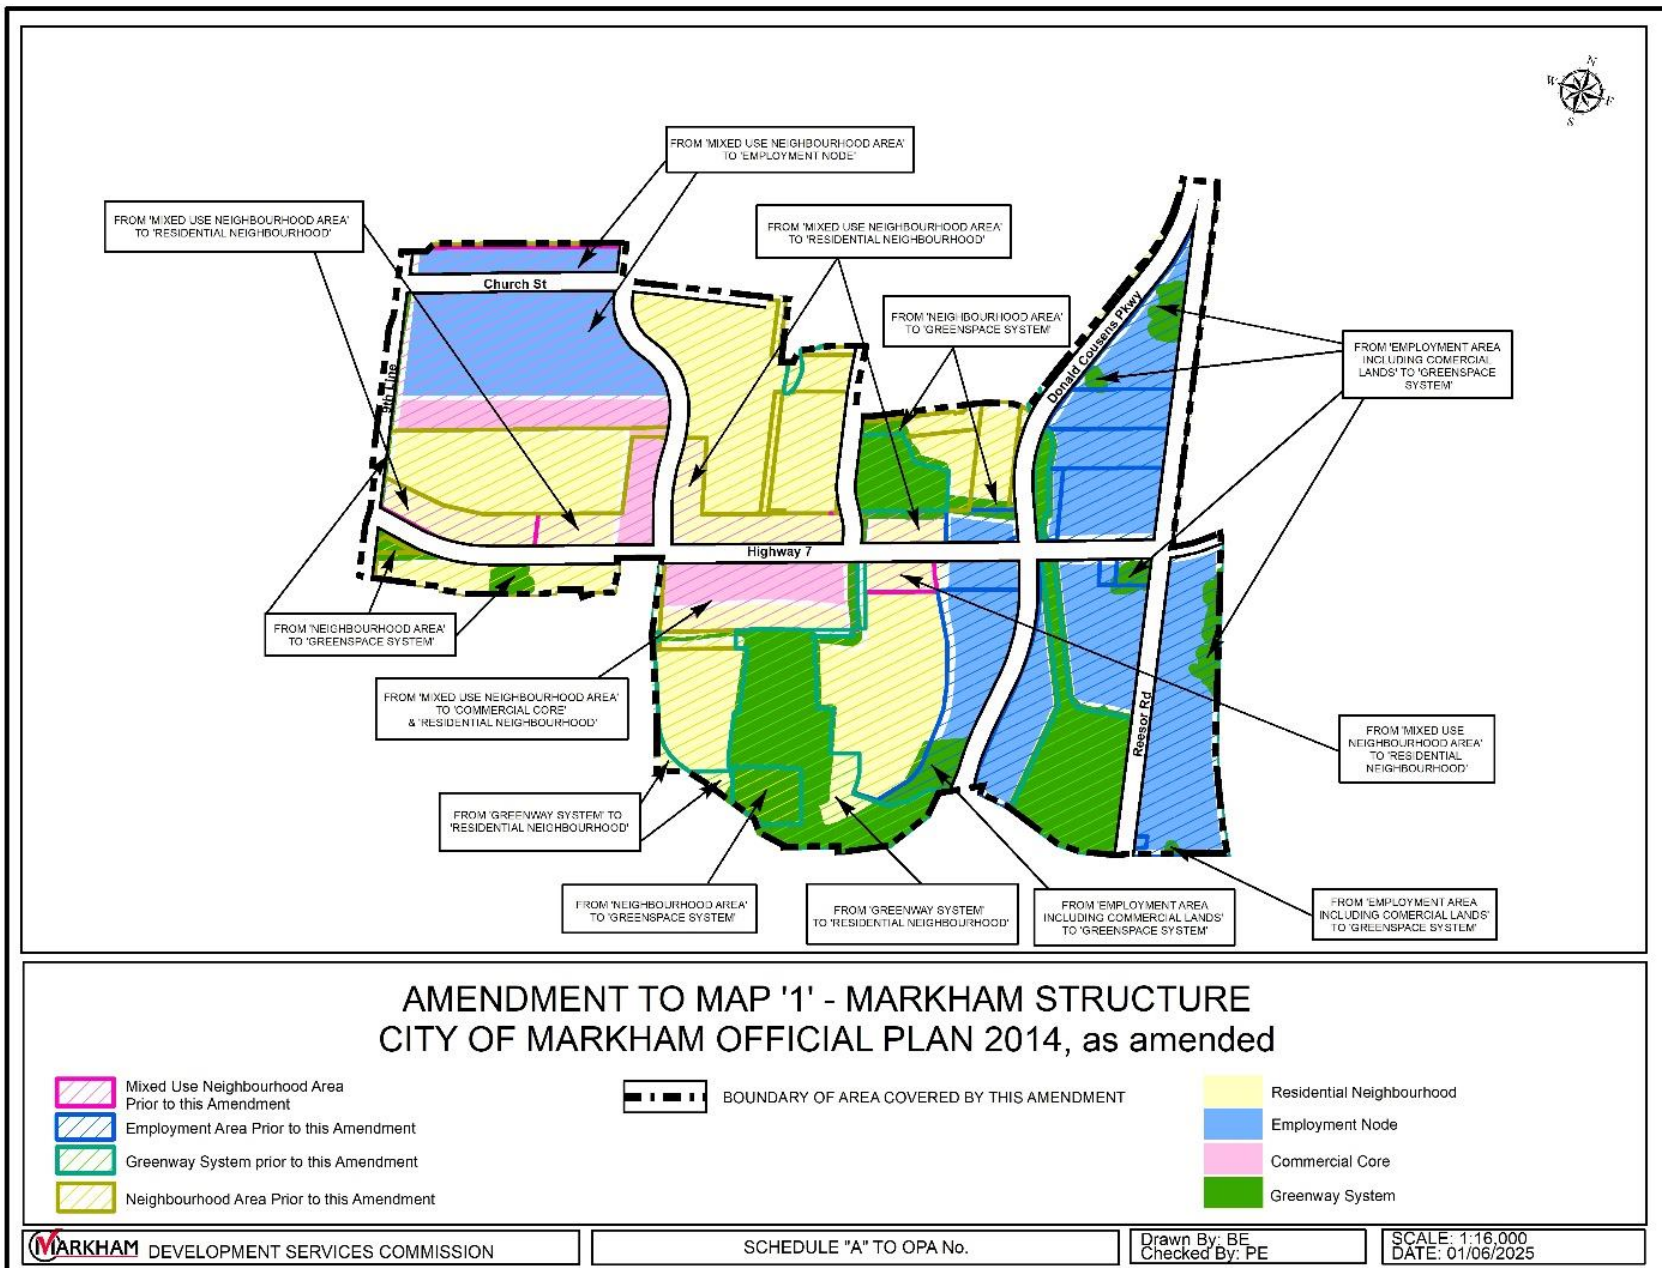 N
W
E
S
FROM 'MIXED USE NEIGHBOURHOOD AREA'
TO 'EMPLOYMENT NODE'
FROM 'MIXED USE NEIGHBOURHOOD AREA'
TO 'RESIDENTIAL NEIGHBOURHOOD'
FROM 'MIXED USE NEIGHBOURHOOD AREA'
TO 'RESIDENTIAL NEIGHBOURHOOD'
FROM 'NEIGHBOURHOOD AREA'
TO 'GREENSPACE SYSTEM'
FROM 'EMPLOYMENT AREA
INCLUDING COMERCIAL
LANDS' TO 'GREENSPACE
SYSTEM'
Church St
9th Line
Donald Cousens Pkwy
Highway 7
Reesor Rd
FROM 'NEIGHBOURHOOD AREA'
TO 'GREENSPACE SYSTEM'
FROM 'MIXED USE NEIGHBOURHOOD AREA'
TO 'COMMERCIAL CORE'
& 'RESIDENTIAL NEIGHBOURHOOD'
FROM 'MIXED USE
NEIGHBOURHOOD AREA'
TO 'RESIDENTIAL
NEIGHBOURHOOD'
FROM 'GREENWAY SYSTEM' TO
'RESIDENTIAL NEIGHBOURHOOD'
FROM 'NEIGHBOURHOOD AREA'
TO 'GREENSPACE SYSTEM'
FROM 'GREENWAY SYSTEM'
TO 'RESIDENTIAL NEIGHBOURHOOD'
FROM 'EMPLOYMENT AREA
INCLUDING COMMERCIAL LANDS'
TO 'GREENSPACE SYSTEM'
FROM 'EMPLOYMENT AREA
INCLUDING COMERCIAL LANDS'
TO 'GREENSPACE SYSTEM'
AMENDMENT TO MAP '1' - MARKHAM STRUCTURE
CITY OF MARKHAM OFFICIAL PLAN 2014, as amended
Mixed Use Neighbourhood Area
Prior to this Amendment
Employment Area Prior to this Amendment
Greenway System prior to this Amendment
Neighbourhood Area Prior to this Amendment
BOUNDARY OF AREA COVERED BY THIS AMENDMENT
Residential Neighbourhood
Employment Node
Commercial Core
Greenway System
MARKHAM DEVELOPMENT SERVICES COMMISSION
SCHEDULE "A" TO OPA No.
Drawn By: BE
Checked By: PE
SCALE: 1:16,000
DATE: 01/06/2025